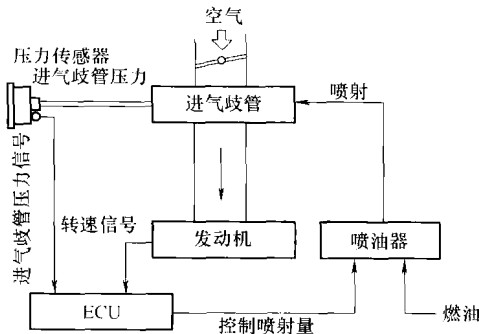 空气
压力传感器
进气歧管压力
进气歧管
喷射
进气歧管压力信号
转速信号
发动机
喷油器
ECU
控制喷射量
燃油